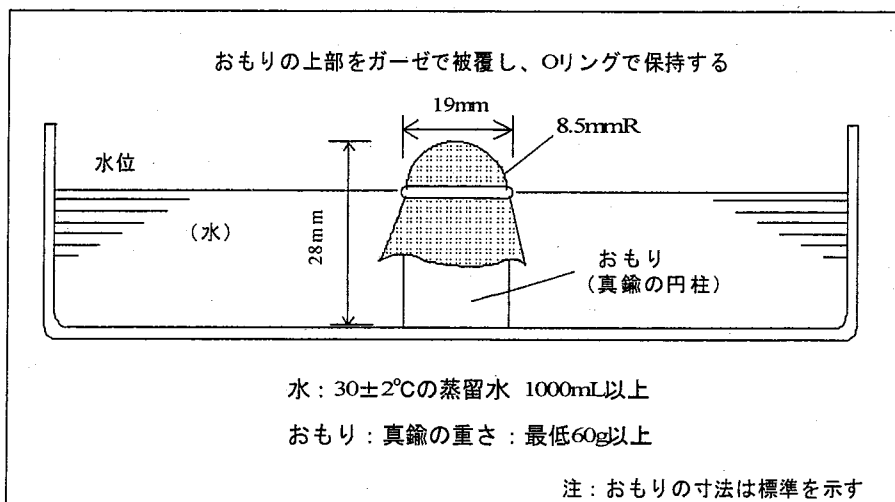 おもりの上部をガーゼで被覆し、Oリングで保持する
19mm
8.5mmR
水位
(水)
28mm
おもり
(真鍮の円柱)
水：30±2℃の蒸留水 1000mL以上
おもり：真鍮の重さ：最低60g以上
注：おもりの寸法は標準を示す